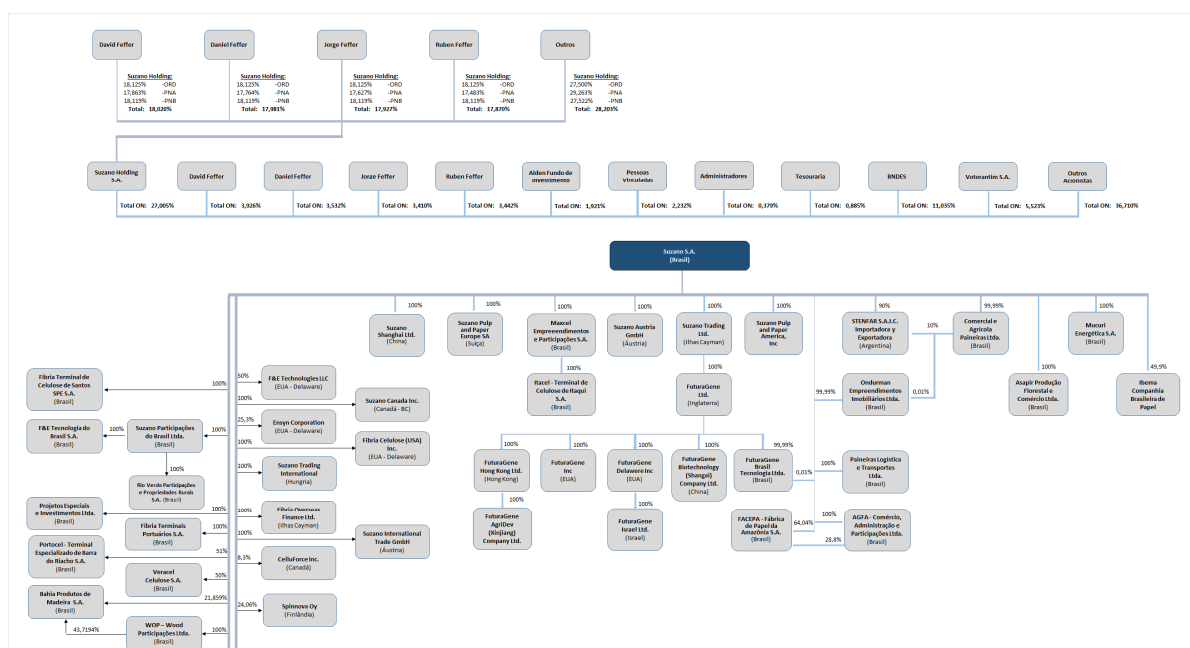 David Feffer
Daniel Feffer
Jorge Feffer
Ruben Feffer
Outros
Suzano Holding:
18,125% -ORD
17,863% -PNA
18,119% -PNB
Total: 18,020%
Suzano Holding:
18,125% -ORD
17,764% -PNA
18,119% -PNB
Total: 17,981%
Suzano Holding:
18,125% -ORD
17,627% -PNA
18,119% -PNB
Total: 17,927%
Suzano Holding:
18,125% -ORD
17,483% -PNA
18,119% -PNB
Total: 17,870%
Suzano Holding:
27,500% -ORD
29,263% -PNA
27,522% -PNB
Total: 28,203%
Suzano Holding
S.A.
David Feffer
Daniel Feffer
Jorge Feffer
Ruben Feffer
Alden Fundo de
Investimento
Pessoas
Vinculadas
Administradores
Tesouraria
BNDES
Votorantim S.A.
Outros
Acionistas
Total ON: 27,005%
Total ON: 3,926%
Total ON: 3,532%
Total ON: 3,410%
Total ON: 3,442%
Total ON: 1,921%
Total ON: 2,232%
Total ON: 0,379%
Total ON: 0,885%
Total ON: 11,035%
Total ON: 5,523%
Total ON: 36,710%
Suzano S.A.
(Brasil)
100%
100%
100%
100%
100%
100%
90%
10%
99,99%
100%
100%
49,9%
Suzano
Shanghai Ltd.
(China)
Suzano Pulp
and Paper
Europe SA
(Suíça)
Maxcel
Empreendimentos
e Participações S.A.
(Brasil)
Suzano Austria
GmbH
(Áustria)
Suzano Trading
Ltd.
(Ilhas Cayman)
Suzano Pulp
and Paper
America,
Inc
STENFAR S.A.I.C.
Importadora y
Exportadora
(Argentina)
Comercial e
Agrícola
Paineiras Ltda.
(Brasil)
Mucuri
Energética S.A.
(Brasil)
100%
Itacel - Terminal
de Celulose de Itaqui
S.A.
(Brasil)
100%
FuturaGene
Ltd.
(Inglaterra)
99,99%
Ondurman
Empreendimentos
Imobiliários Ltda.
(Brasil)
0,01%
Asapir Produção
Florestal e
Comércio Ltda.
(Brasil)
Ibema
Companhia
Brasileira de
Papel
Fibria Terminal de
Celulose de Santos
SPE S.A.
(Brasil)
100%
50%
F&E Technologies LLC
(EUA - Delaware)
100%
Suzano Canada Inc.
(Canadá - BC)
F&E Tecnologia do
Brasil S.A.
(Brasil)
100%
Suzano Participações
do Brasil Ltda.
(Brasil)
100%
25,3%
Ensyn Corporation
(EUA - Delaware)
100%
Fibria Celulose (USA)
Inc.
(EUA - Delaware)
100%
Rio Verde Participações
e Propriedades Rurais
S.A. (Brasil)
100%
Suzano Trading
International
(Hungria)
100%
FuturaGene
Hong Kong Ltd.
(Hong Kong)
100%
FuturaGene
Inc
(EUA)
100%
FuturaGene
Delawere Inc
(EUA)
100%
FuturaGene
Biotechnology
(Shangai)
Company Ltd.
(China)
99,99%
FuturaGene
Brasil
Tecnologia Ltda.
(Brasil)
0,01%
100%
Paineiras Logística
e Transportes
Ltda.
(Brasil)
Projetos Especiais
e Investimentos Ltda.
(Brasil)
100%
100%
Fibria Overseas
Finance Ltd.
(Ilhas Cayman)
100%
FuturaGene
AgriDev
(Xinjiang)
Company Ltd.
100%
FuturaGene
Israel Ltd.
(Israel)
FACEPA - Fábrica
de Papel da
Amazônia S.A.
(Brasil)
64,04%
28,8%
100%
AGFA - Comércio,
Administração e
Participações Ltda.
(Brasil)
Fibria Terminais
Portuários S.A.
(Brasil)
100%
100%
Suzano International
Trade GmbH
(Áustria)
Portocel - Terminal
Especializado de Barra
do Riacho S.A.
(Brasil)
51%
8,3%
CelluForce Inc.
(Canadá)
Veracel
Celulose S.A.
(Brasil)
50%
Bahia Produtos de
Madeira S.A.
(Brasil)
21,859%
24,06%
Spinnova Oy
(Finlândia)
43,7194%
WOP – Wood
Participações Ltda.
(Brasil)
100%